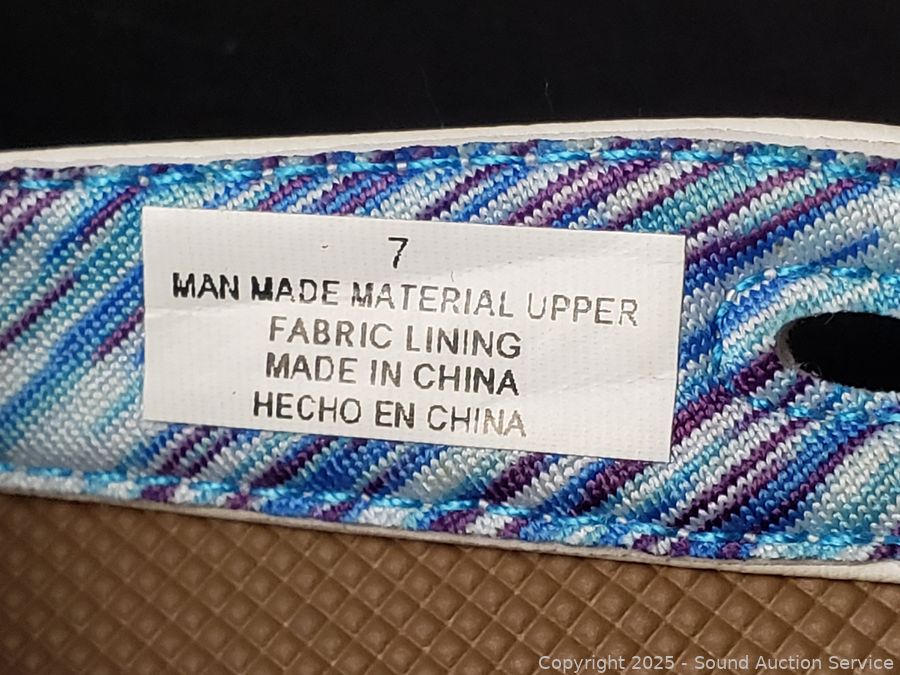 7
MAN MADE MATERIAL UPPER
FABRIC LINING
MADE IN CHINA
HECHO EN CHINA
Copyright 2025 - Sound Auction Service